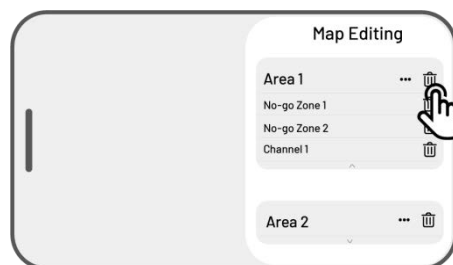 Map Editing
Area 1 •••
No-go Zone 1
No-go Zone 2
Channel 1
Area 2 •••